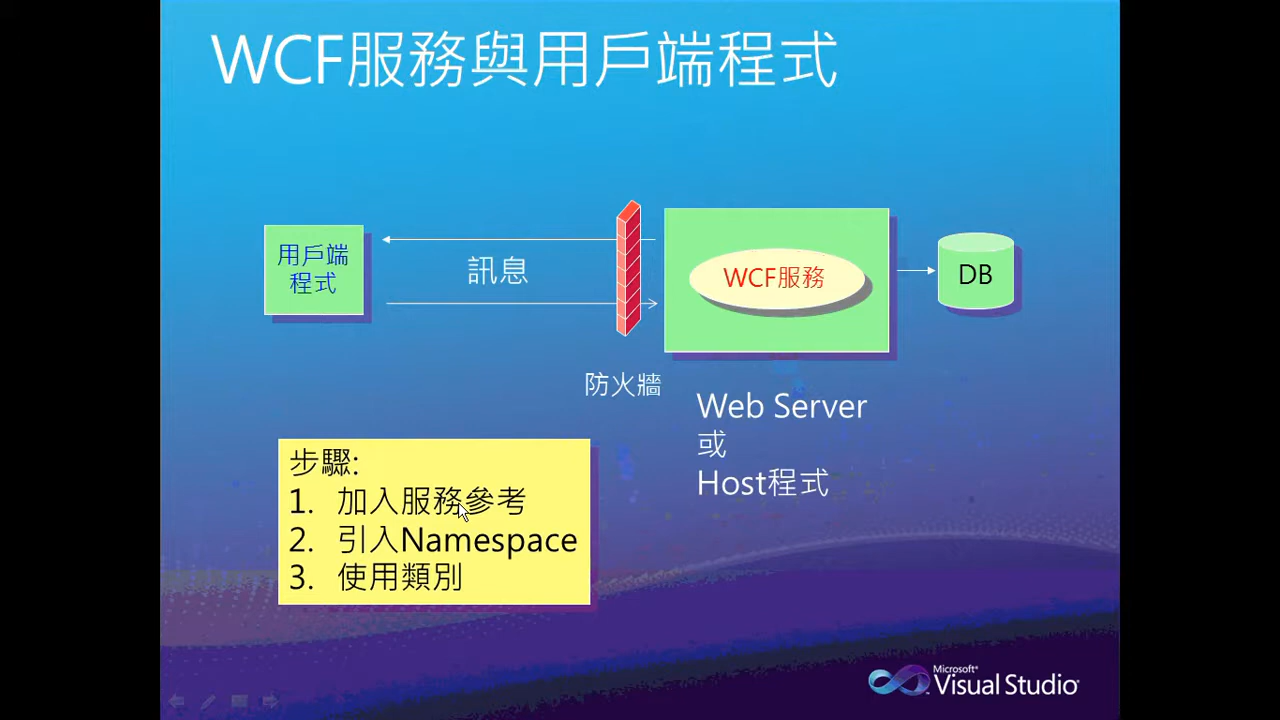 WCF服務與用戶端程式
用戶端
程式
訊息
WCF服務
DB
防火牆
Web Server
或
Host程式
步驟:
1. 加入服務參考
2. 引入Namespace
3. 使用類別
Microsoft®
Visual Studio®